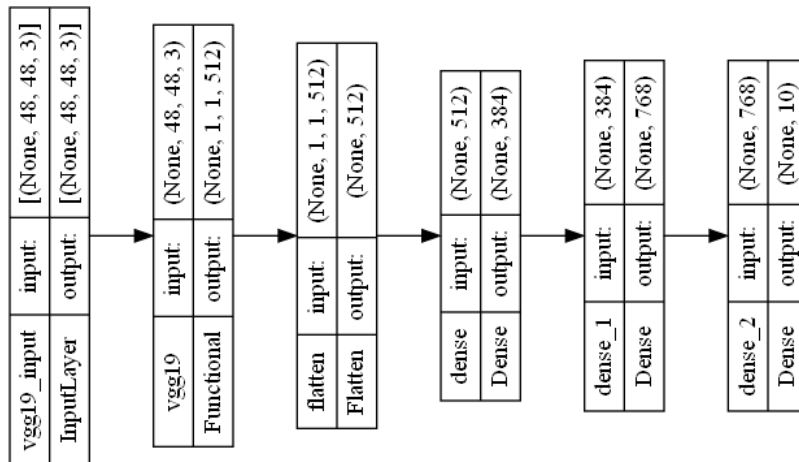 vgg19_input input: [(None, 48, 48, 3)]
InputLayer output: [(None, 48, 48, 3)]
vgg19 input: (None, 48, 48, 3)
Functional output: (None, 1, 1, 512)
flatten input: (None, 1, 1, 512)
Flatten output: (None, 512)
dense input: (None, 512)
Dense output: (None, 384)
dense_1 input: (None, 384)
Dense output: (None, 768)
dense_2 input: (None, 768)
Dense output: (None, 10)